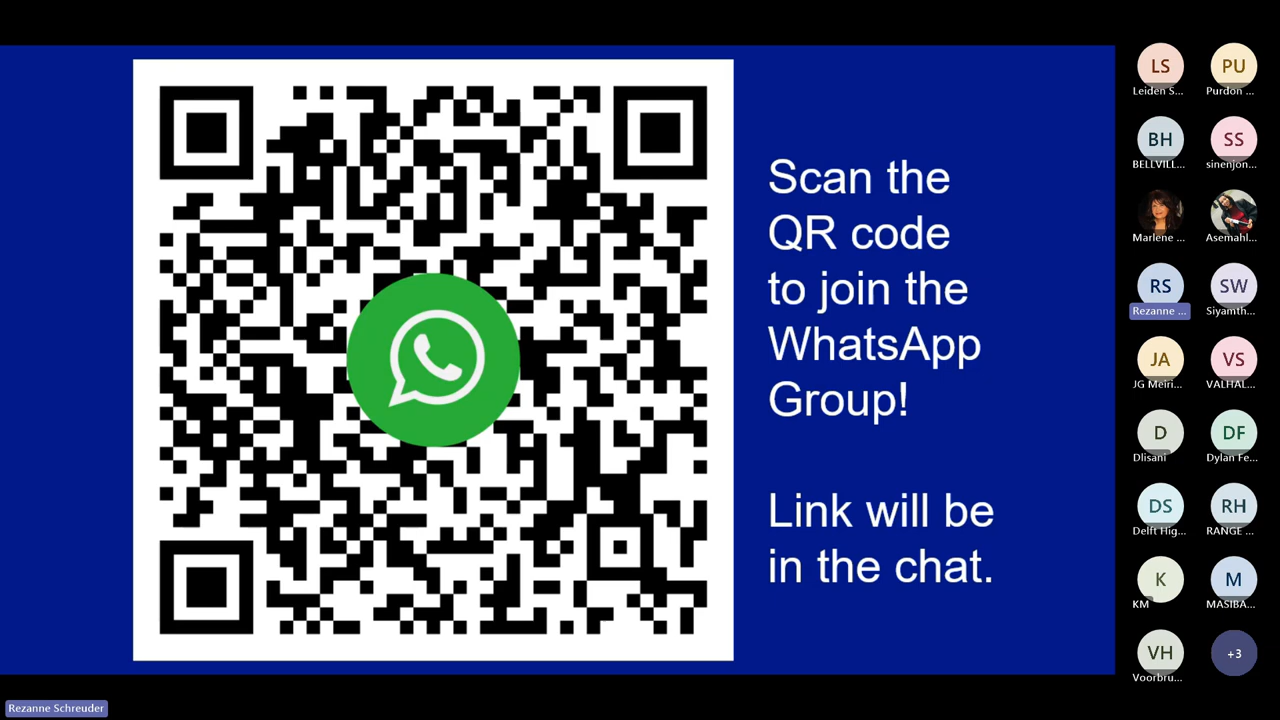 Scan the
QR code
to join the
WhatsApp
Group!
Link will be
in the chat.
LS
Leiden S...
PU
Purdon ...
BH
BELLVILL...
SS
sinenjon...
Marlene ...
Asemahl...
RS
Rezanne ...
SW
Siyamth...
JA
JG Meiri...
VS
VALHAL...
D
Dlisani
DF
Dylan Fe...
DS
Delft Hig...
RH
RANGE ...
K
KM
M
MASIBA...
VH
Voorbru...
+3
Rezanne Schreuder